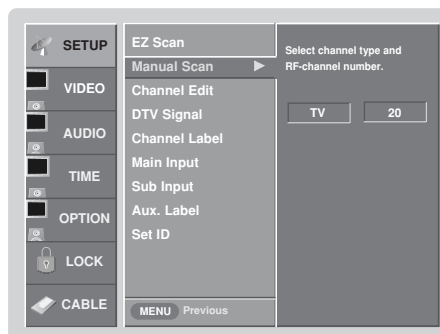 SETUP
VIDEO
AUDIO
TIME
OPTION
LOCK
CABLE
EZ Scan
Manual Scan
Channel Edit
DTV Signal
Channel Label
Main Input
Sub Input
Aux. Label
Set ID
MENU Previous
Select channel type and
RF-channel number.
TV 20